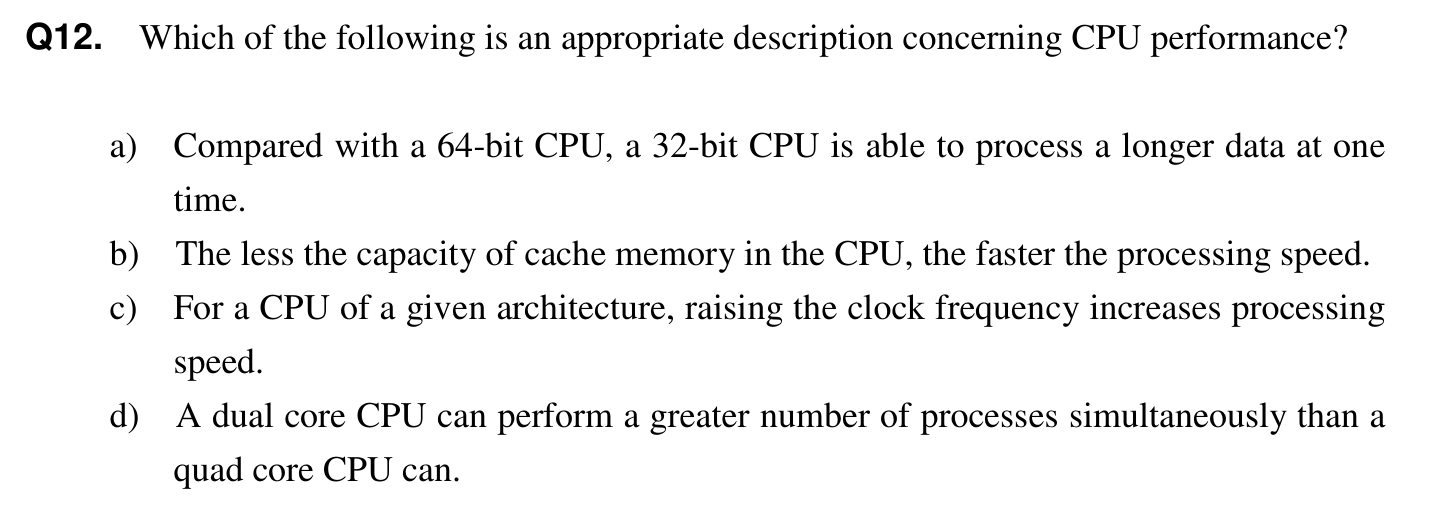 Q12. Which of the following is an appropriate description concerning CPU performance?
a) Compared with a 64-bit CPU, a 32-bit CPU is able to process a longer data at one
time.
b) The less the capacity of cache memory in the CPU, the faster the processing speed.
c) For a CPU of a given architecture, raising the clock frequency increases processing
speed.
d) A dual core CPU can perform a greater number of processes simultaneously than a
quad core CPU can.